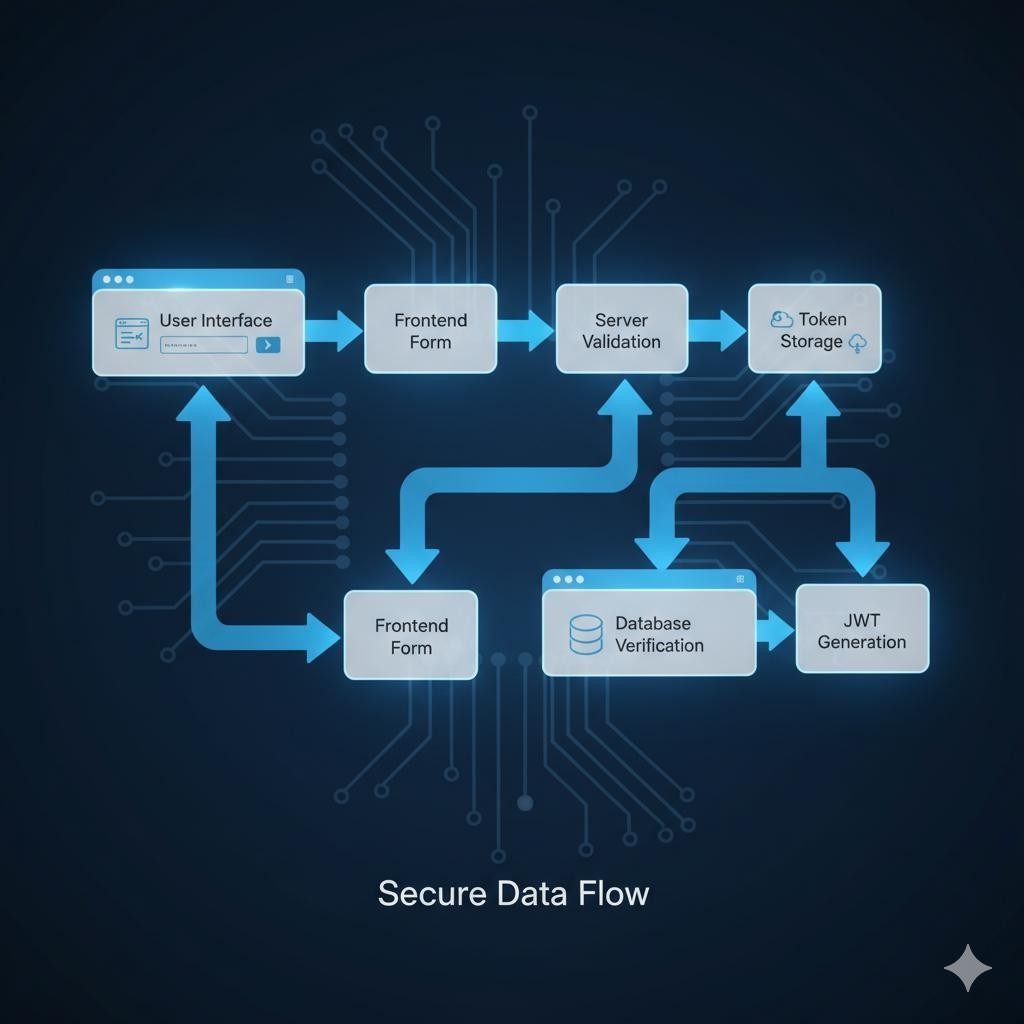 User Interface
Frontend
Form
Server
Validation
Token
Storage
Frontend
Form
Database
Verification
JWT
Generation
Secure Data Flow